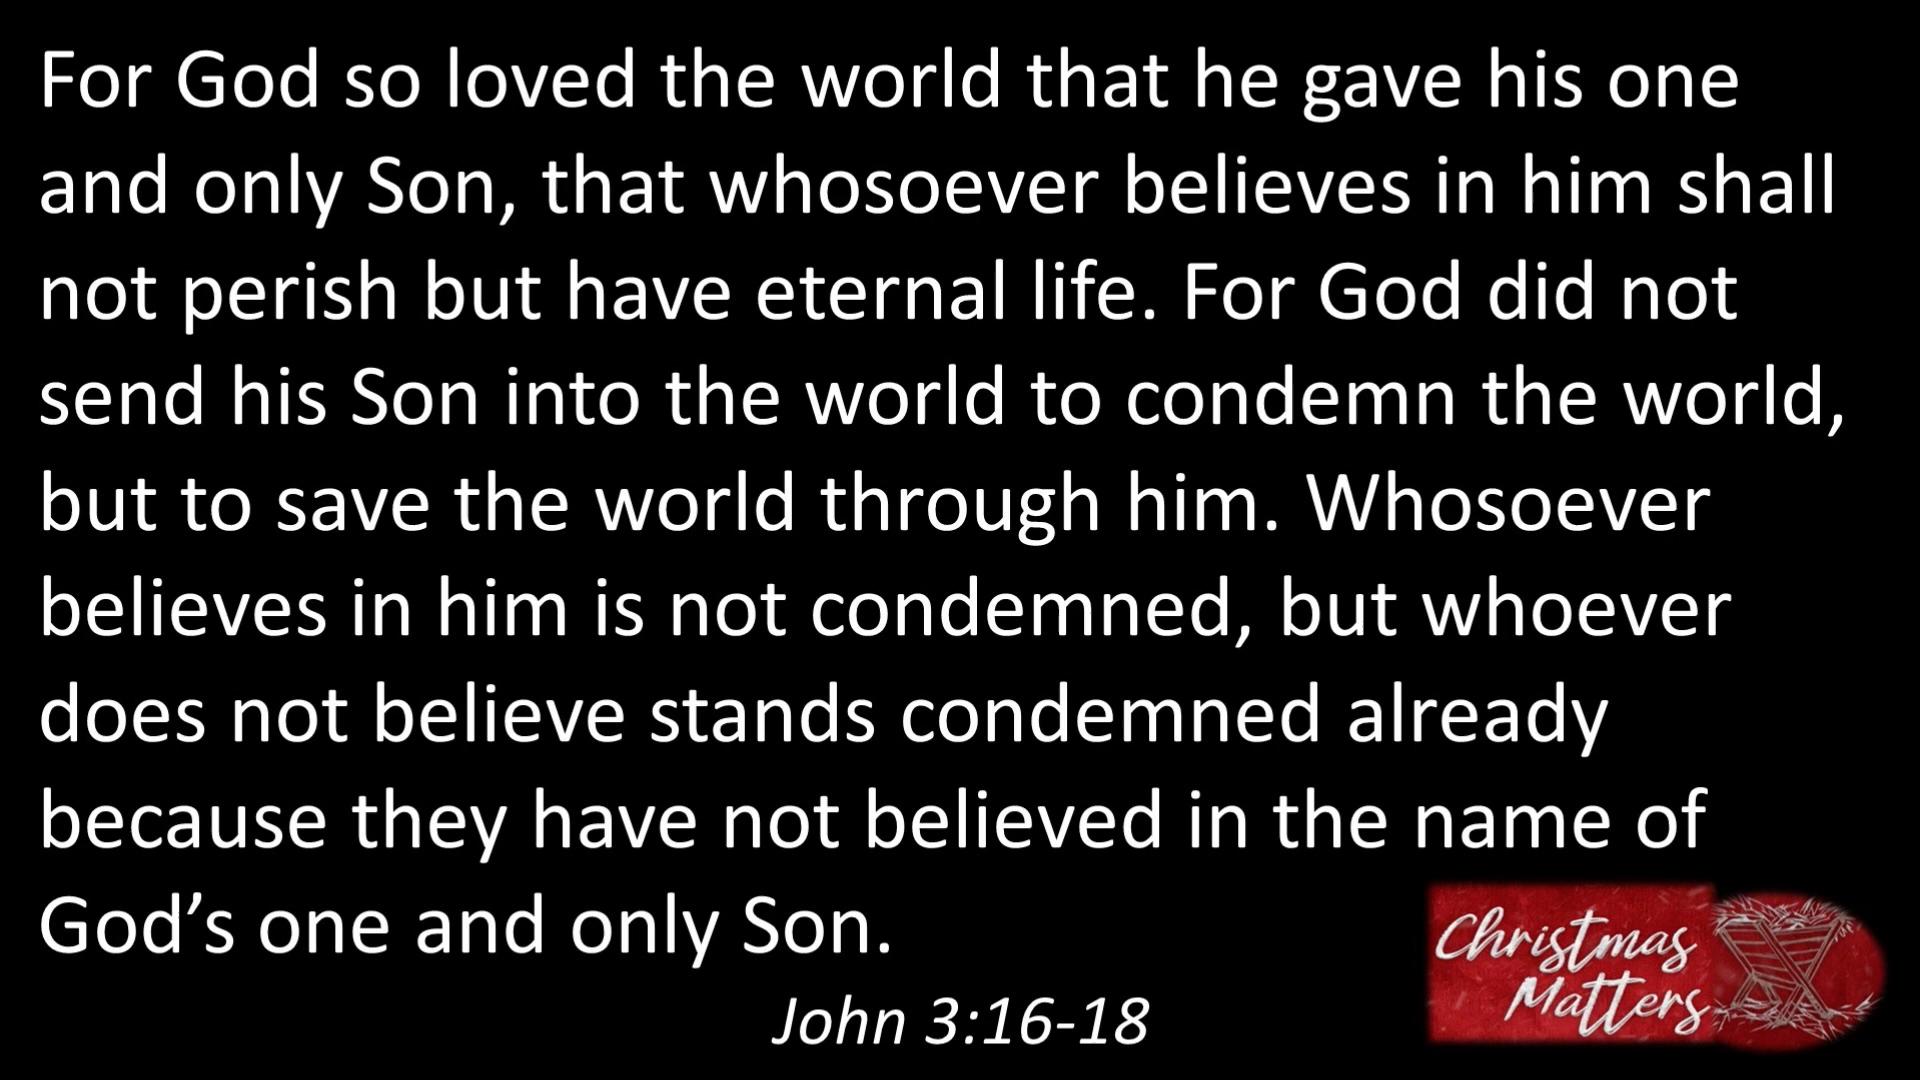 For God so loved the world that he gave his one
and only Son, that whosoever believes in him shall
not perish but have eternal life. For God did not
send his Son into the world to condemn the world,
but to save the world through him. Whosoever
believes in him is not condemned, but whoever
does not believe stands condemned already
because they have not believed in the name of
God’s one and only Son.
John 3:16-18
Christmas
Matters